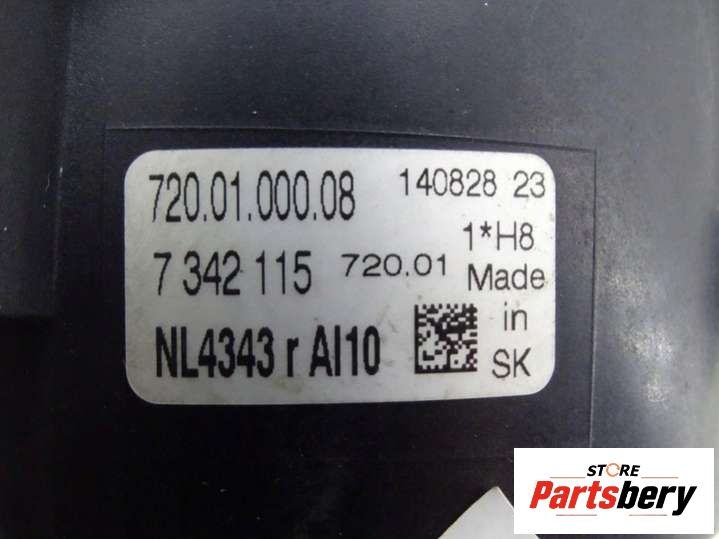 720.01.000.08 140828 23
1*H8
7 342 115 720.01 Made
in
NL4343 r AI10 SK
STORE
Partsbery